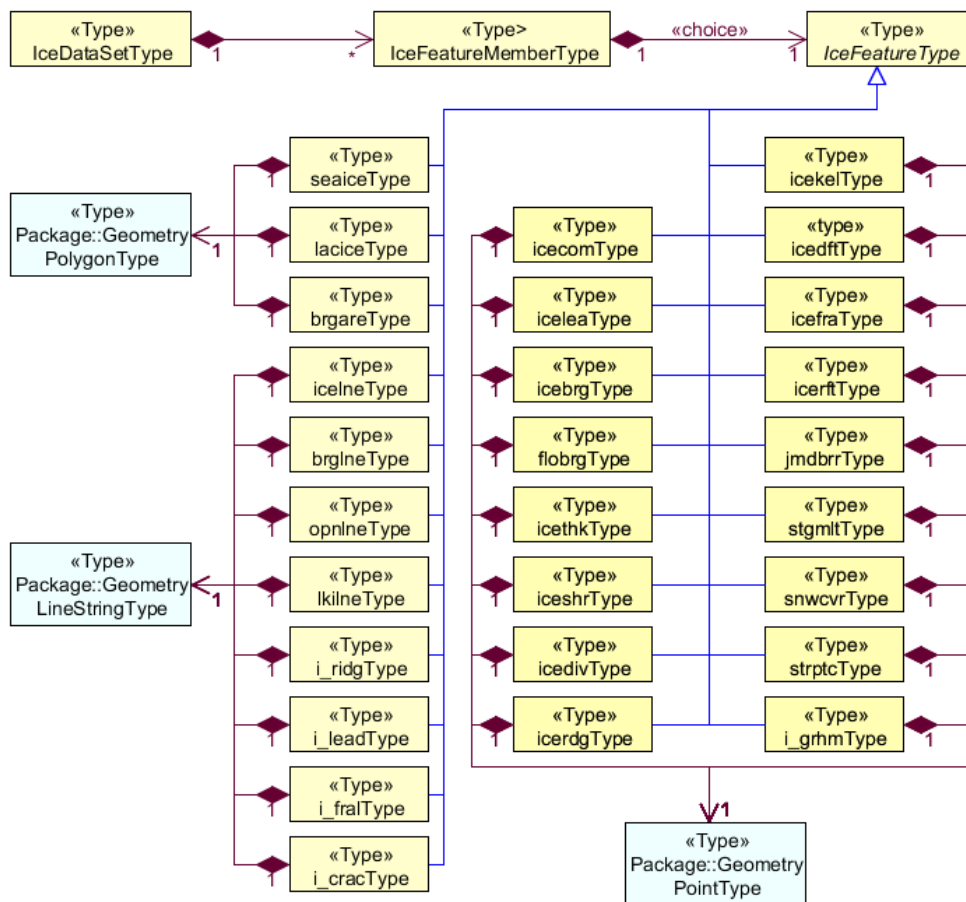 «Type»
IceDataSetType
1
*
«Type>
IceFeatureMemberType
1
«choice»
1
«Type»
IceFeatureType
«Type»
seaiceType
1
«Type»
laciceType
1
«Type»
brgareType
1
«Type»
Package::Geometry
PolygonType
1
«Type»
icelneType
1
«Type»
brglneType
1
«Type»
opnlneType
1
«Type»
lkilneType
1
«Type»
i_ridgType
1
«Type»
i_leadType
1
«Type»
i_fralType
1
«Type»
i_cracType
1
«Type»
Package::Geometry
LineStringType
1
«Type»
icecomType
1
«Type»
iceleaType
1
«Type»
icebrgType
1
«Type»
flobrgType
1
«Type»
icethkType
1
«Type»
iceshrType
1
«Type»
icedivType
1
«Type»
icerdgType
1
«Type»
icekelType
1
«type»
icedftType
1
«Type»
icefraType
1
«Type»
icerftType
1
«Type»
jmdbrrType
1
«Type»
stgmltType
1
«Type»
snwcvrType
1
«Type»
strptcType
1
«Type»
i_grhmType
1
1
«Type»
Package::Geometry
PointType